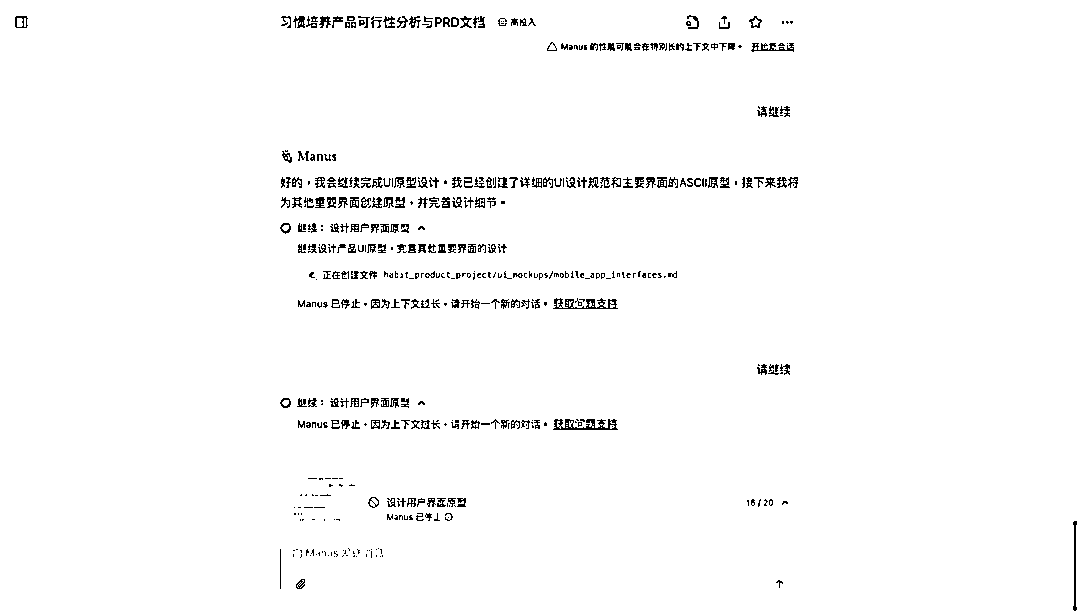 习惯培养产品可行性分析与PRD文档 高投入
Manus 的性能可能会在特别长的上下文中下降。 开始新会话
请继续
Manus
好的，我会继续完成UI原型设计。我已经创建了详细的UI设计规范和主要界面的ASCII原型，接下来我将
为其他重要界面创建原型，并完善设计细节。
继续：设计用户界面原型
继续设计产品UI原型，完善其他重要界面的设计
正在创建文件 habit_product_project/ui_mockups/mobile_app_interfaces.md
Manus 已停止，因为上下文过长，请开始一个新的对话。 获取问题支持
请继续
继续：设计用户界面原型
Manus 已停止，因为上下文过长，请开始一个新的对话。 获取问题支持
设计用户界面原型
16 / 20
Manus 已停止
Manus